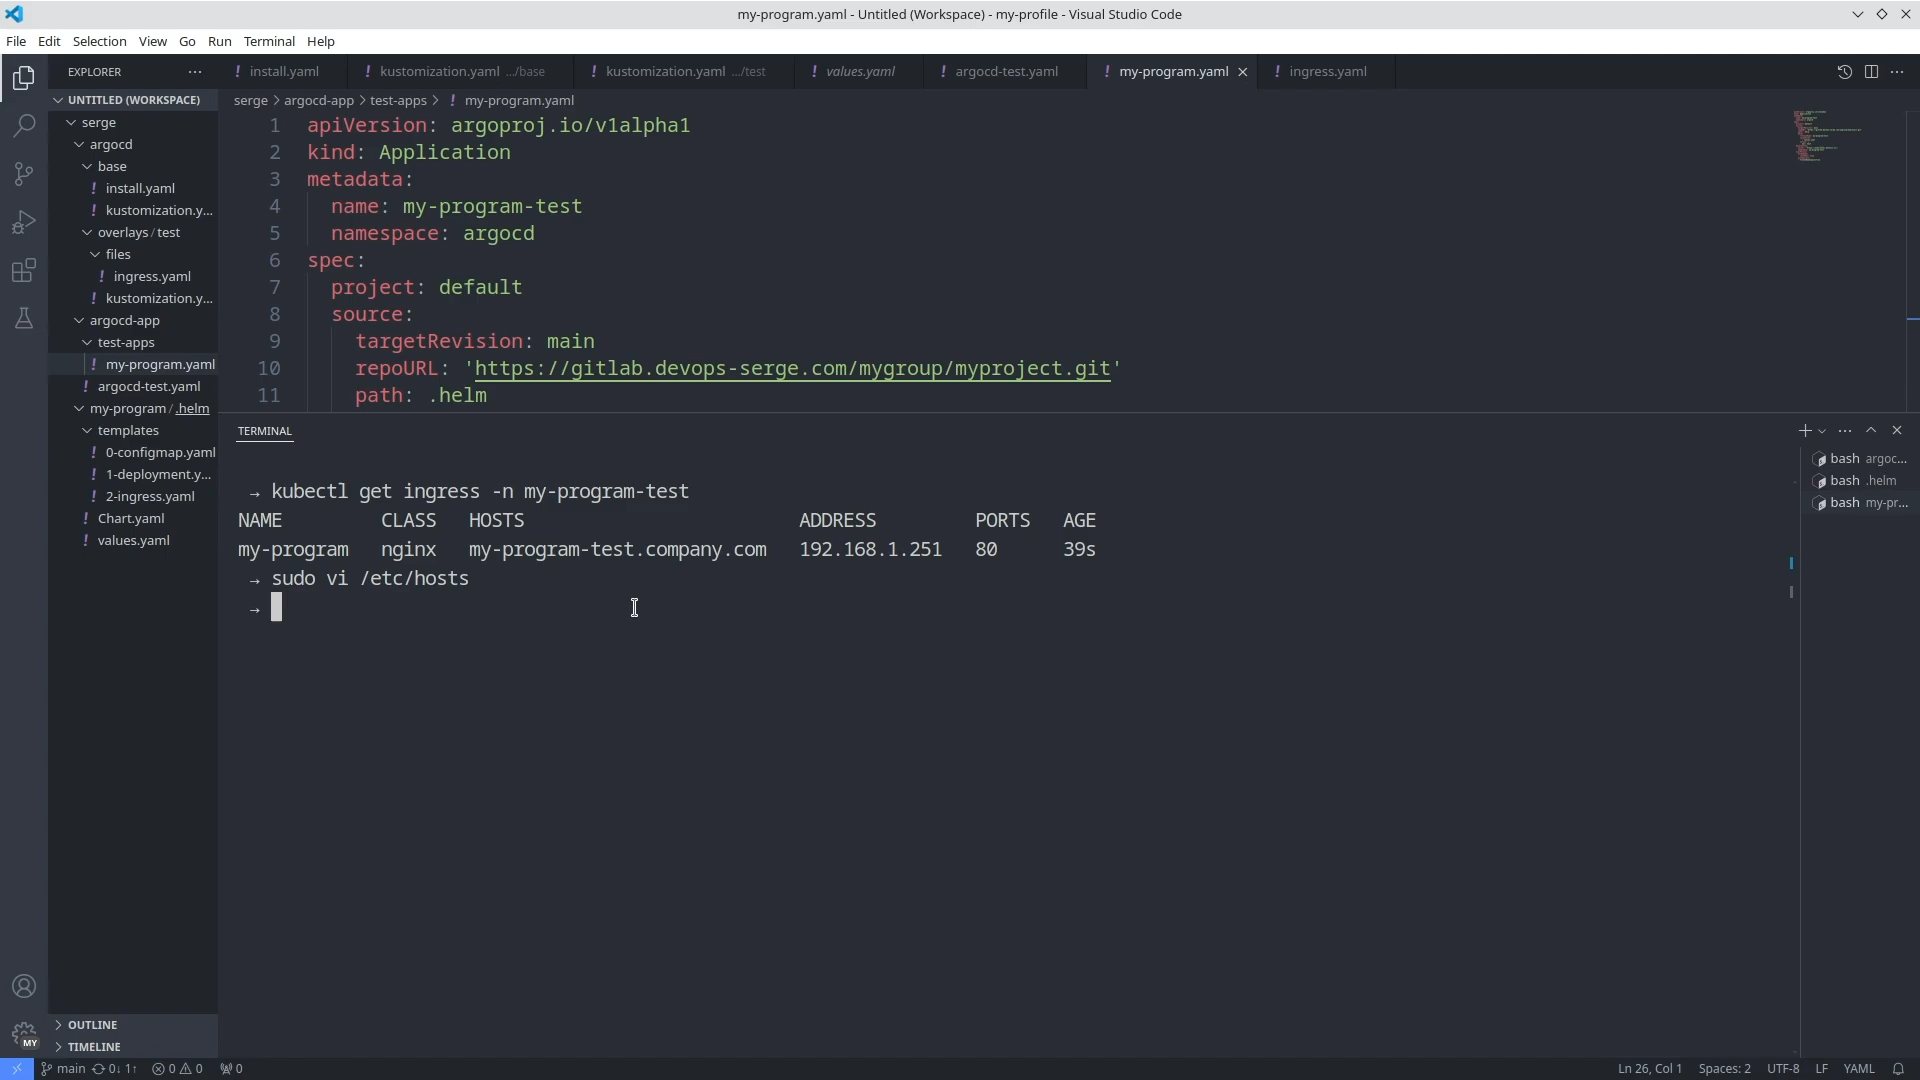 my-program.yaml - Untitled (Workspace) - my-profile - Visual Studio Code
File Edit Selection View Go Run Terminal Help
EXPLORER ···
install.yaml
kustomization.yaml .../base
kustomization.yaml .../test
values.yaml
argocd-test.yaml
my-program.yaml
ingress.yaml
UNTITLED (WORKSPACE)
serge
argocd
base
install.yaml
kustomization.y...
overlays / test
files
ingress.yaml
kustomization.y...
argocd-app
test-apps
my-program.yaml
argocd-test.yaml
my-program / .helm
templates
0-configmap.yaml
1-deployment.y...
2-ingress.yaml
Chart.yaml
values.yaml
OUTLINE
TIMELINE
serge > argocd-app > test-apps > ! my-program.yaml
1 apiVersion: argoproj.io/v1alpha1
2 kind: Application
3 metadata:
4 name: my-program-test
5 namespace: argocd
6 spec:
7 project: default
8 source:
9 targetRevision: main
10 repoURL: 'https://gitlab.devops-serge.com/mygroup/myproject.git'
11 path: .helm
TERMINAL
→ kubectl get ingress -n my-program-test
NAME CLASS HOSTS ADDRESS PORTS AGE
my-program nginx my-program-test.company.com 192.168.1.251 80 39s
→ sudo vi /etc/hosts
→
bash argoc...
bash .helm
bash my-pr...
MY
main 0↓ 1↑ 0 0 0
Ln 26, Col 1 Spaces: 2 UTF-8 LF YAML